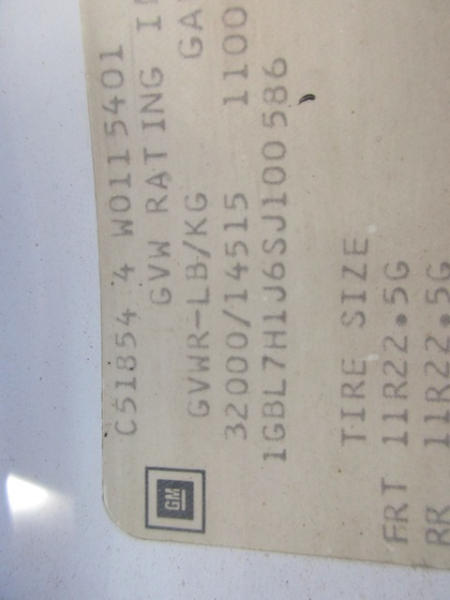 GM
C51854 4 W0115401
GVW RATING
GVWR-LB/KG GA
32000/14515 1100
1GBL7H1J6SJ100586
TIRE SIZE
FRT 11R22.5G
RR 11R22.5G